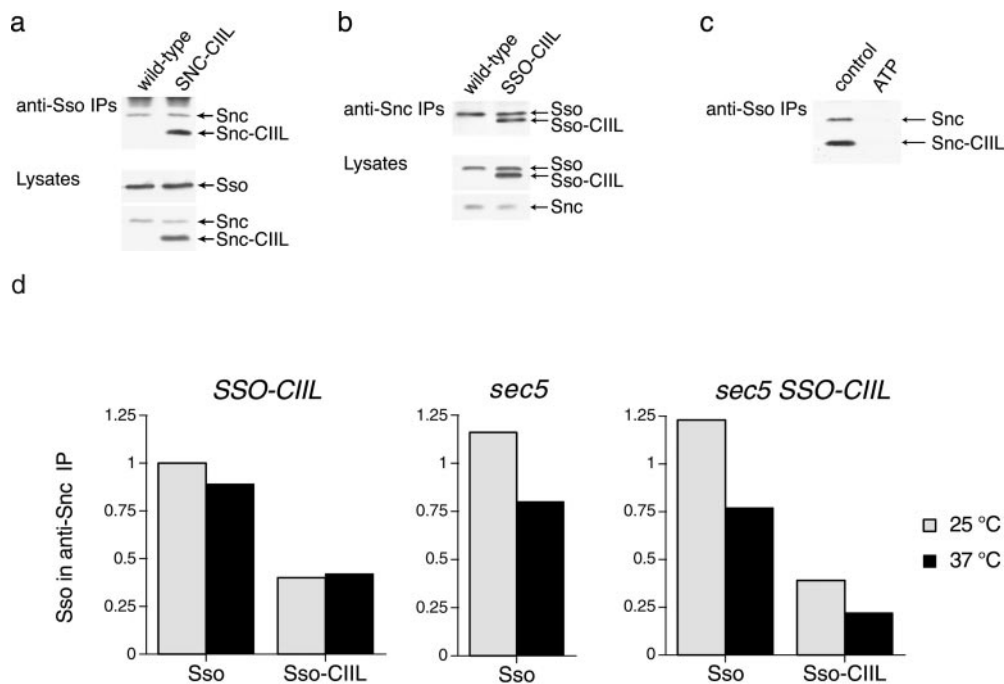 a
wild-type
SNC-CIIL
anti-Sso IPs
Snc
Snc-CIIL
Lysates
Sso
Snc
Snc-CIIL
b
wild-type
SSO-CIIL
anti-Snc IPs
Sso
Sso-CIIL
Lysates
Sso
Sso-CIIL
Snc
c
control
ATP
anti-Sso IPs
Snc
Snc-CIIL
d
SSO-CIIL
sec5
sec5 SSO-CIIL
Sso in anti-Snc IP
1.25
1
0.75
0.5
0.25
0
Sso
Sso-CIIL
1.25
1
0.75
0.5
0.25
0
Sso
1.25
1
0.75
0.5
0.25
0
Sso
Sso-CIIL
25 °C
37 °C